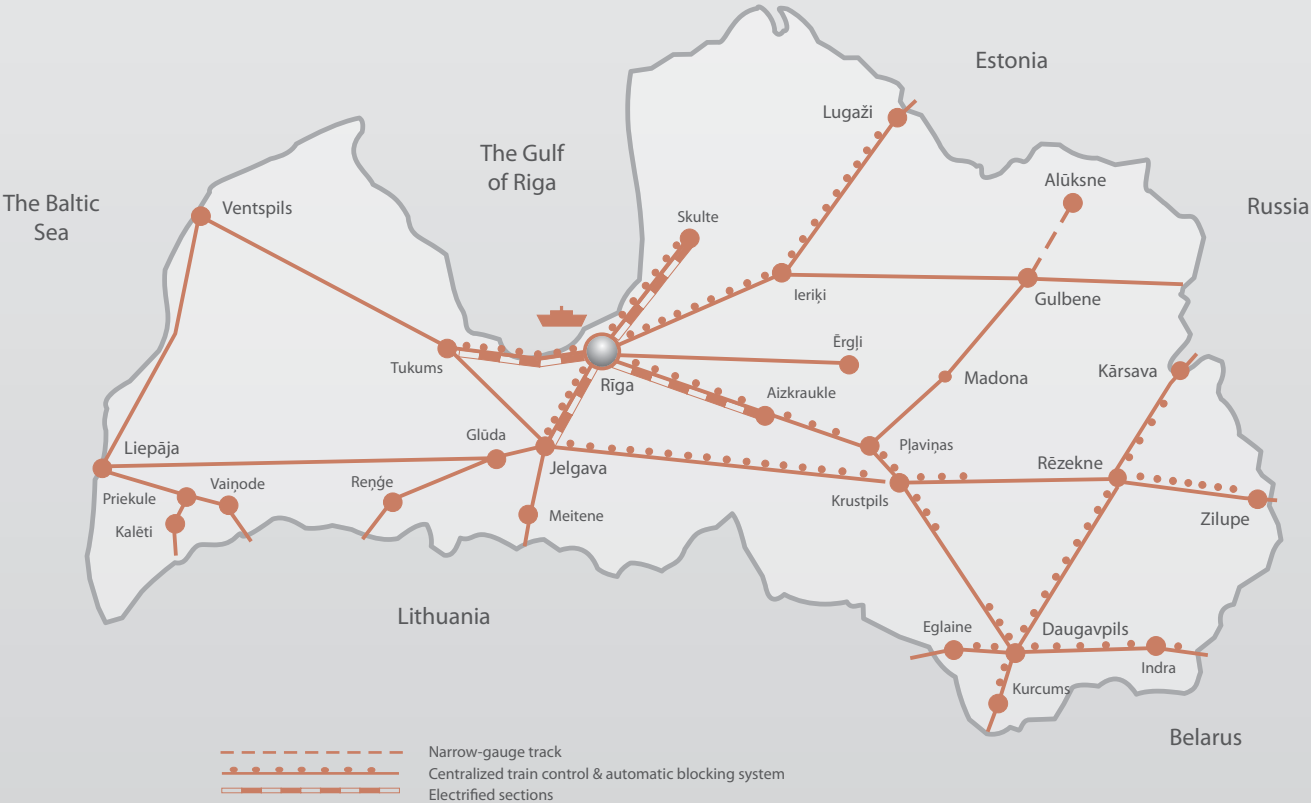 Estonia
Lugaži
The Gulf
of Riga
Alūksne
The Baltic
Sea
Ventspils
Skulte
Russia
Ieriķi
Gulbene
Ērgļi
Tukums
Rīga
Madona
Kārsava
Aizkraukle
Glūda
Liepāja
Jelgava
Pļaviņas
Rēzekne
Priekule
Vaiņode
Reņģe
Krustpils
Kalēti
Meitene
Zilupe
Lithuania
Eglaine
Daugavpils
Indra
Kurcums
Belarus
Narrow-gauge track
Centralized train control & automatic blocking system
Electrified sections